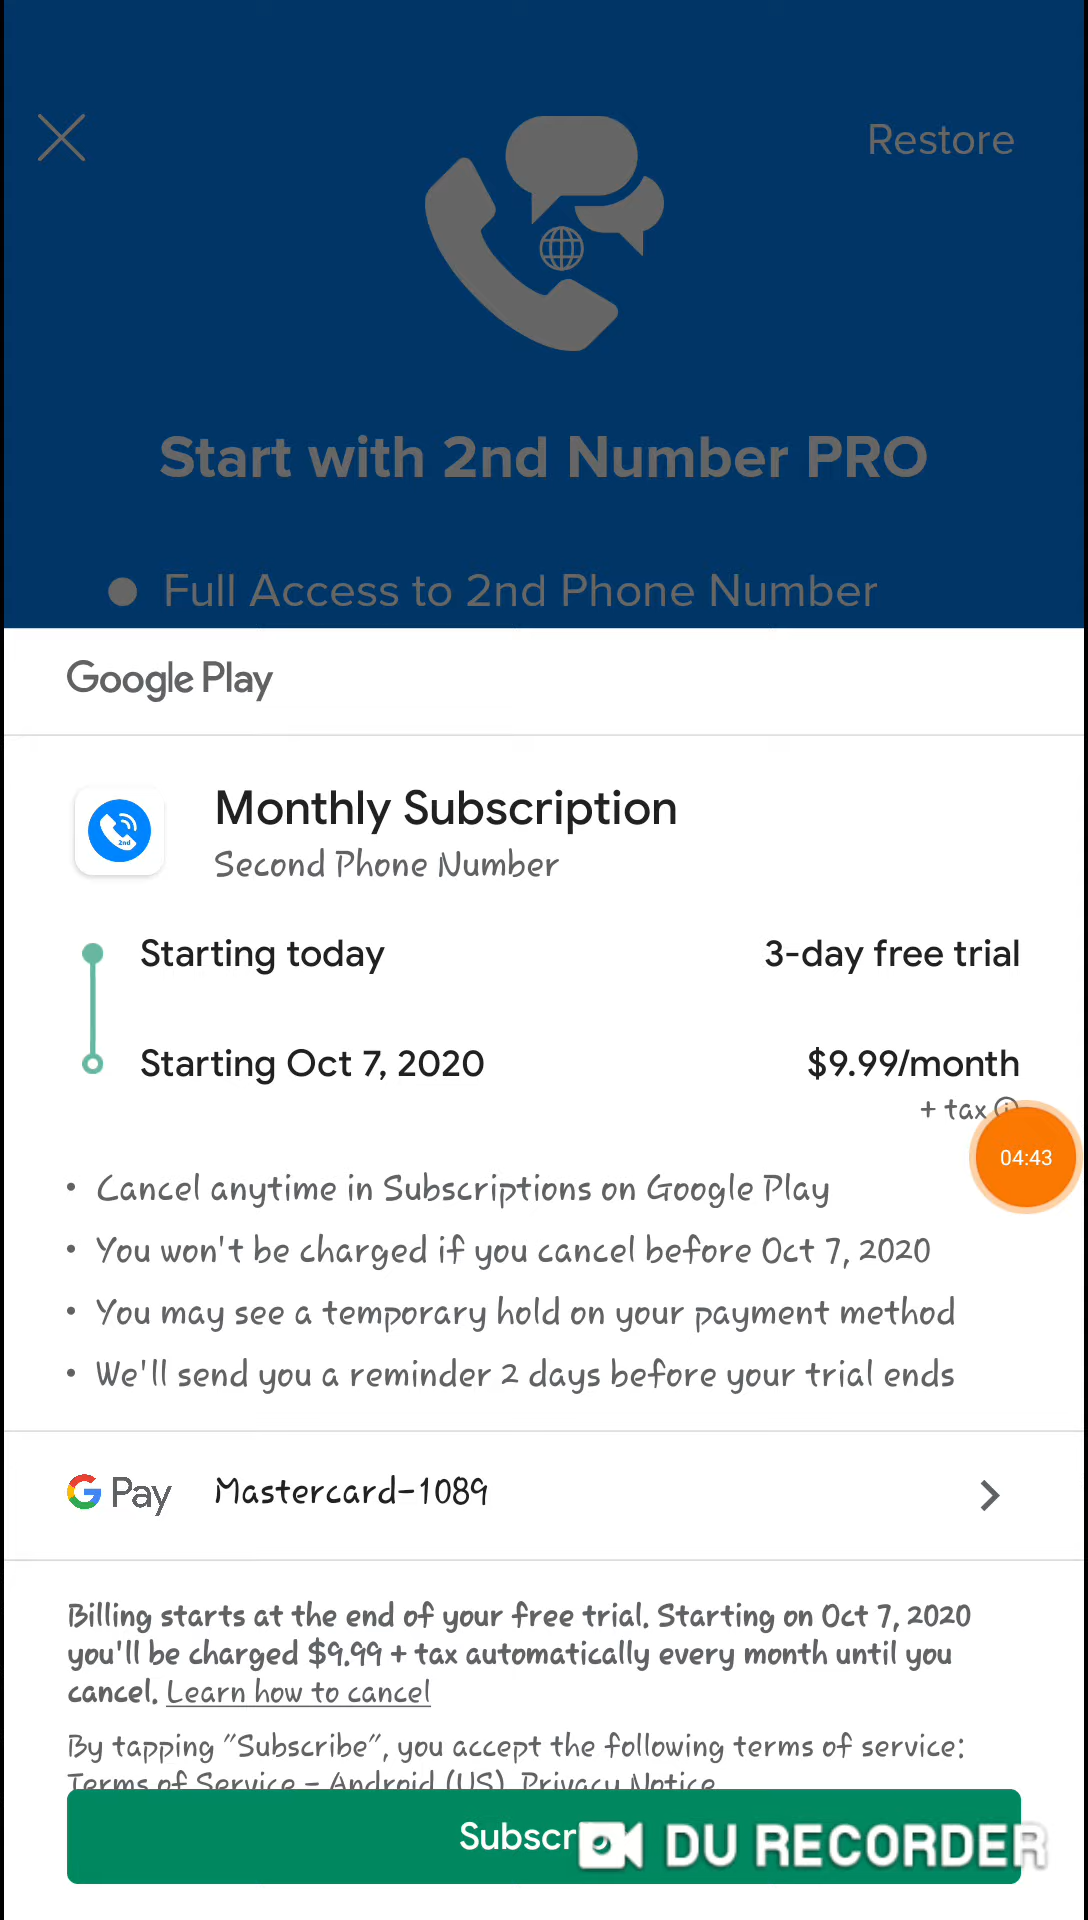 Restore
Start with 2nd Number PRO
Full Access to 2nd Phone Number
Google Play
2nd
Monthly Subscription
Second Phone Number
Starting today 3-day free trial
Starting Oct 7, 2020 $9.99/month
+ tax
04:43
• Cancel anytime in Subscriptions on Google Play
• You won't be charged if you cancel before Oct 7, 2020
• You may see a temporary hold on your payment method
• We'll send you a reminder 2 days before your trial ends
G Pay Mastercard-1089
Billing starts at the end of your free trial. Starting on Oct 7, 2020
you'll be charged $9.99 + tax automatically every month until you
cancel. Learn how to cancel
By tapping "Subscribe", you accept the following terms of service:
Terms of Service - Android (US), Privacy Notice
Subscr DU RECORDER